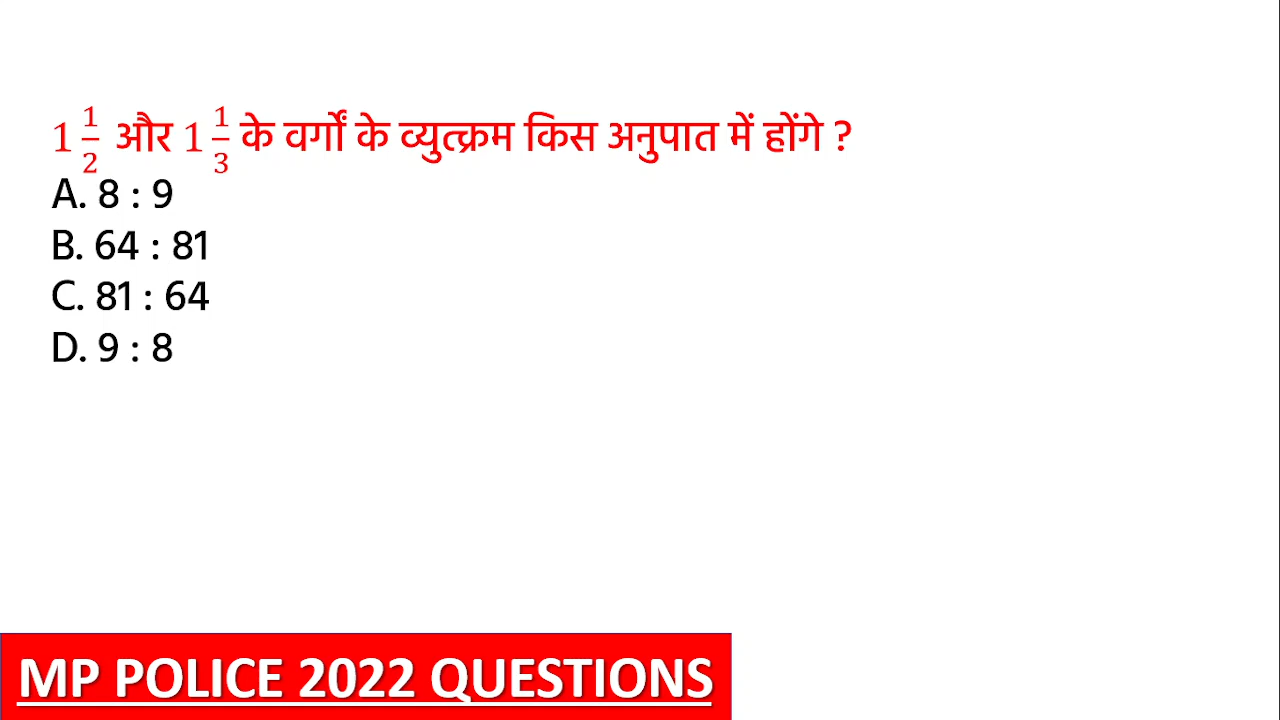 1 1/2 और 1 1/3 के वर्गों के व्युत्क्रम किस अनुपात में होंगे ?
A. 8 : 9
B. 64 : 81
C. 81 : 64
D. 9 : 8
MP POLICE 2022 QUESTIONS